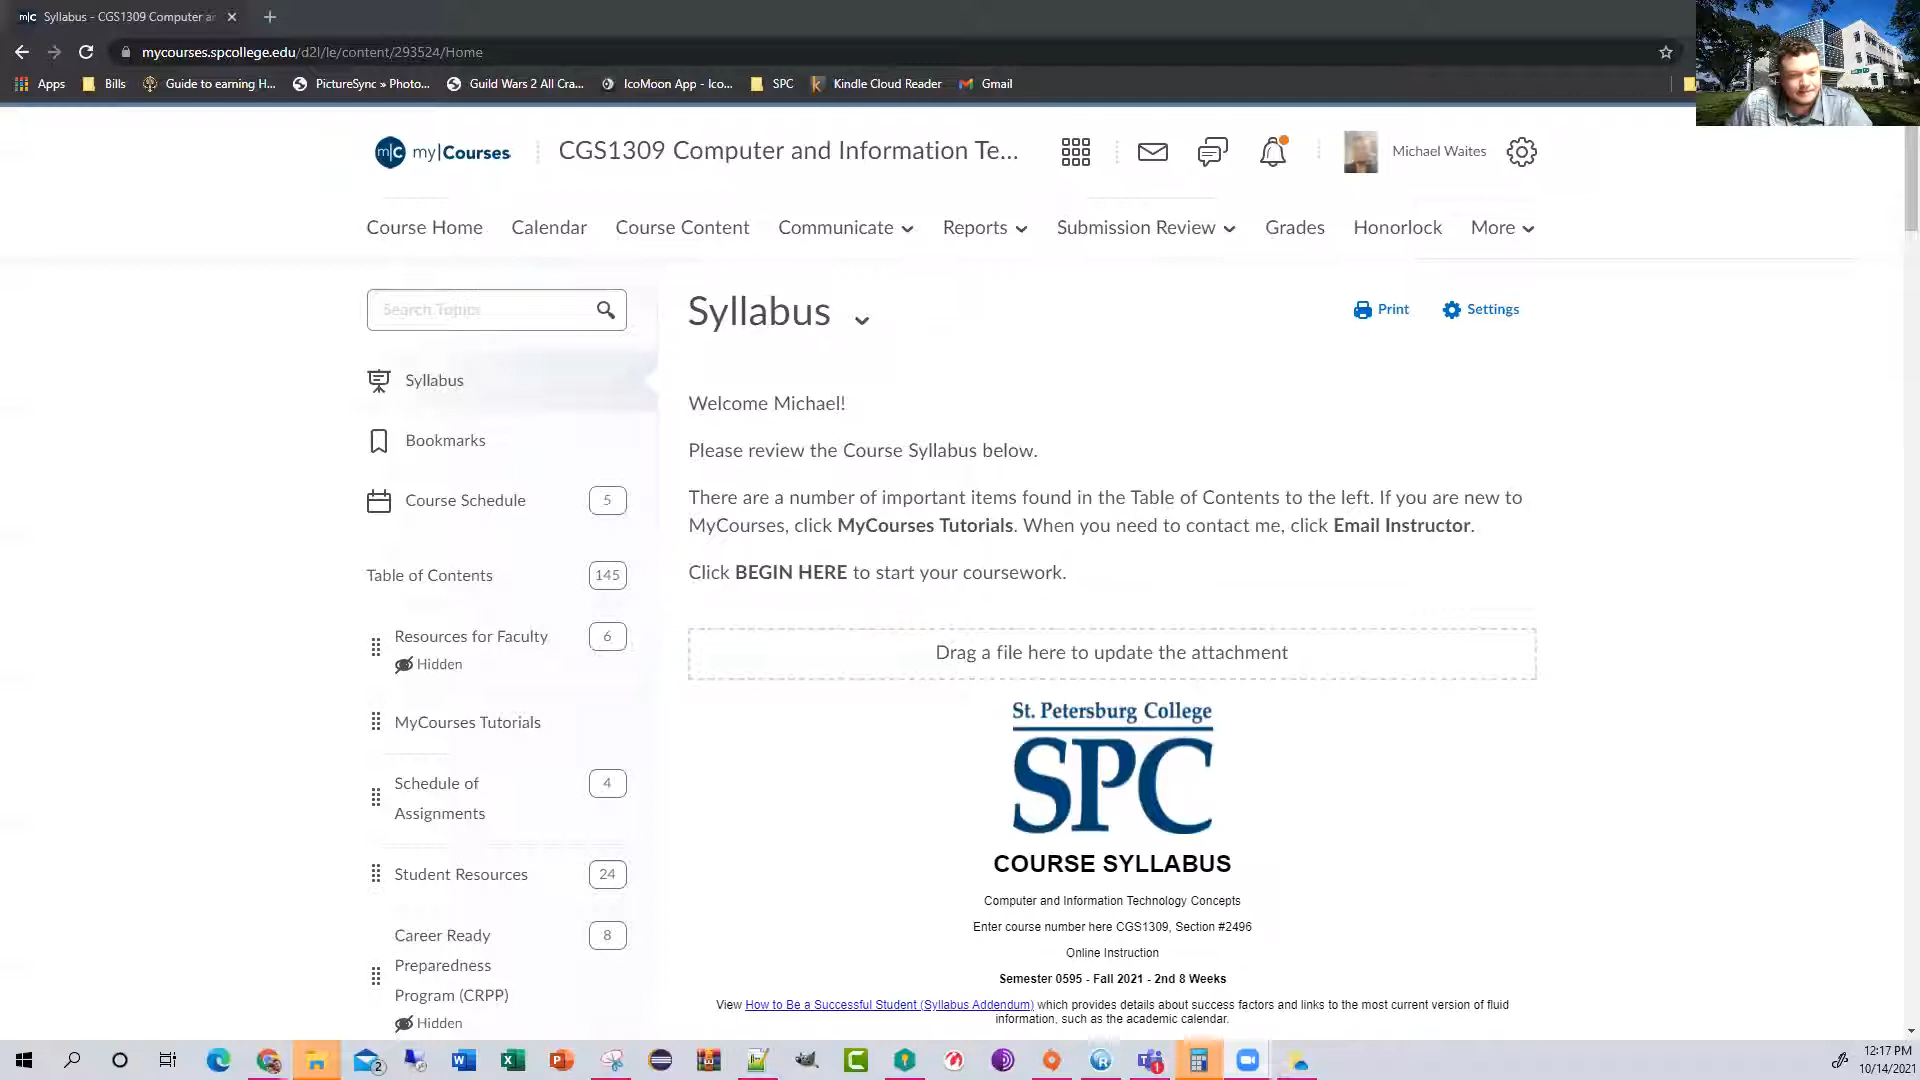 m|c Syllabus - CGS1309 Computer ar
mycourses.spcollege.edu/d2l/le/content/293524/Home
Apps Bills Guide to earning H... PictureSync » Photo... Guild Wars 2 All Cra... IcoMoon App - Ico... SPC Kindle Cloud Reader Gmail
m|c my|Courses CGS1309 Computer and Information Te... Michael Waites
Course Home Calendar Course Content Communicate Reports Submission Review Grades Honorlock More
Search Topics
Syllabus
Bookmarks
Course Schedule 5
Table of Contents 145
Resources for Faculty 6
Hidden
MyCourses Tutorials
Schedule of 4
Assignments
Student Resources 24
Career Ready 8
Preparedness
Program (CRPP)
Hidden
Syllabus Print Settings
Welcome Michael!
Please review the Course Syllabus below.
There are a number of important items found in the Table of Contents to the left. If you are new to
MyCourses, click MyCourses Tutorials. When you need to contact me, click Email Instructor.
Click BEGIN HERE to start your coursework.
Drag a file here to update the attachment
St. Petersburg College
SPC
COURSE SYLLABUS
Computer and Information Technology Concepts
Enter course number here CGS1309, Section #2496
Online Instruction
Semester 0595 - Fall 2021 - 2nd 8 Weeks
View How to Be a Successful Student (Syllabus Addendum) which provides details about success factors and links to the most current version of fluid
information, such as the academic calendar.
12:17 PM
10/14/2021